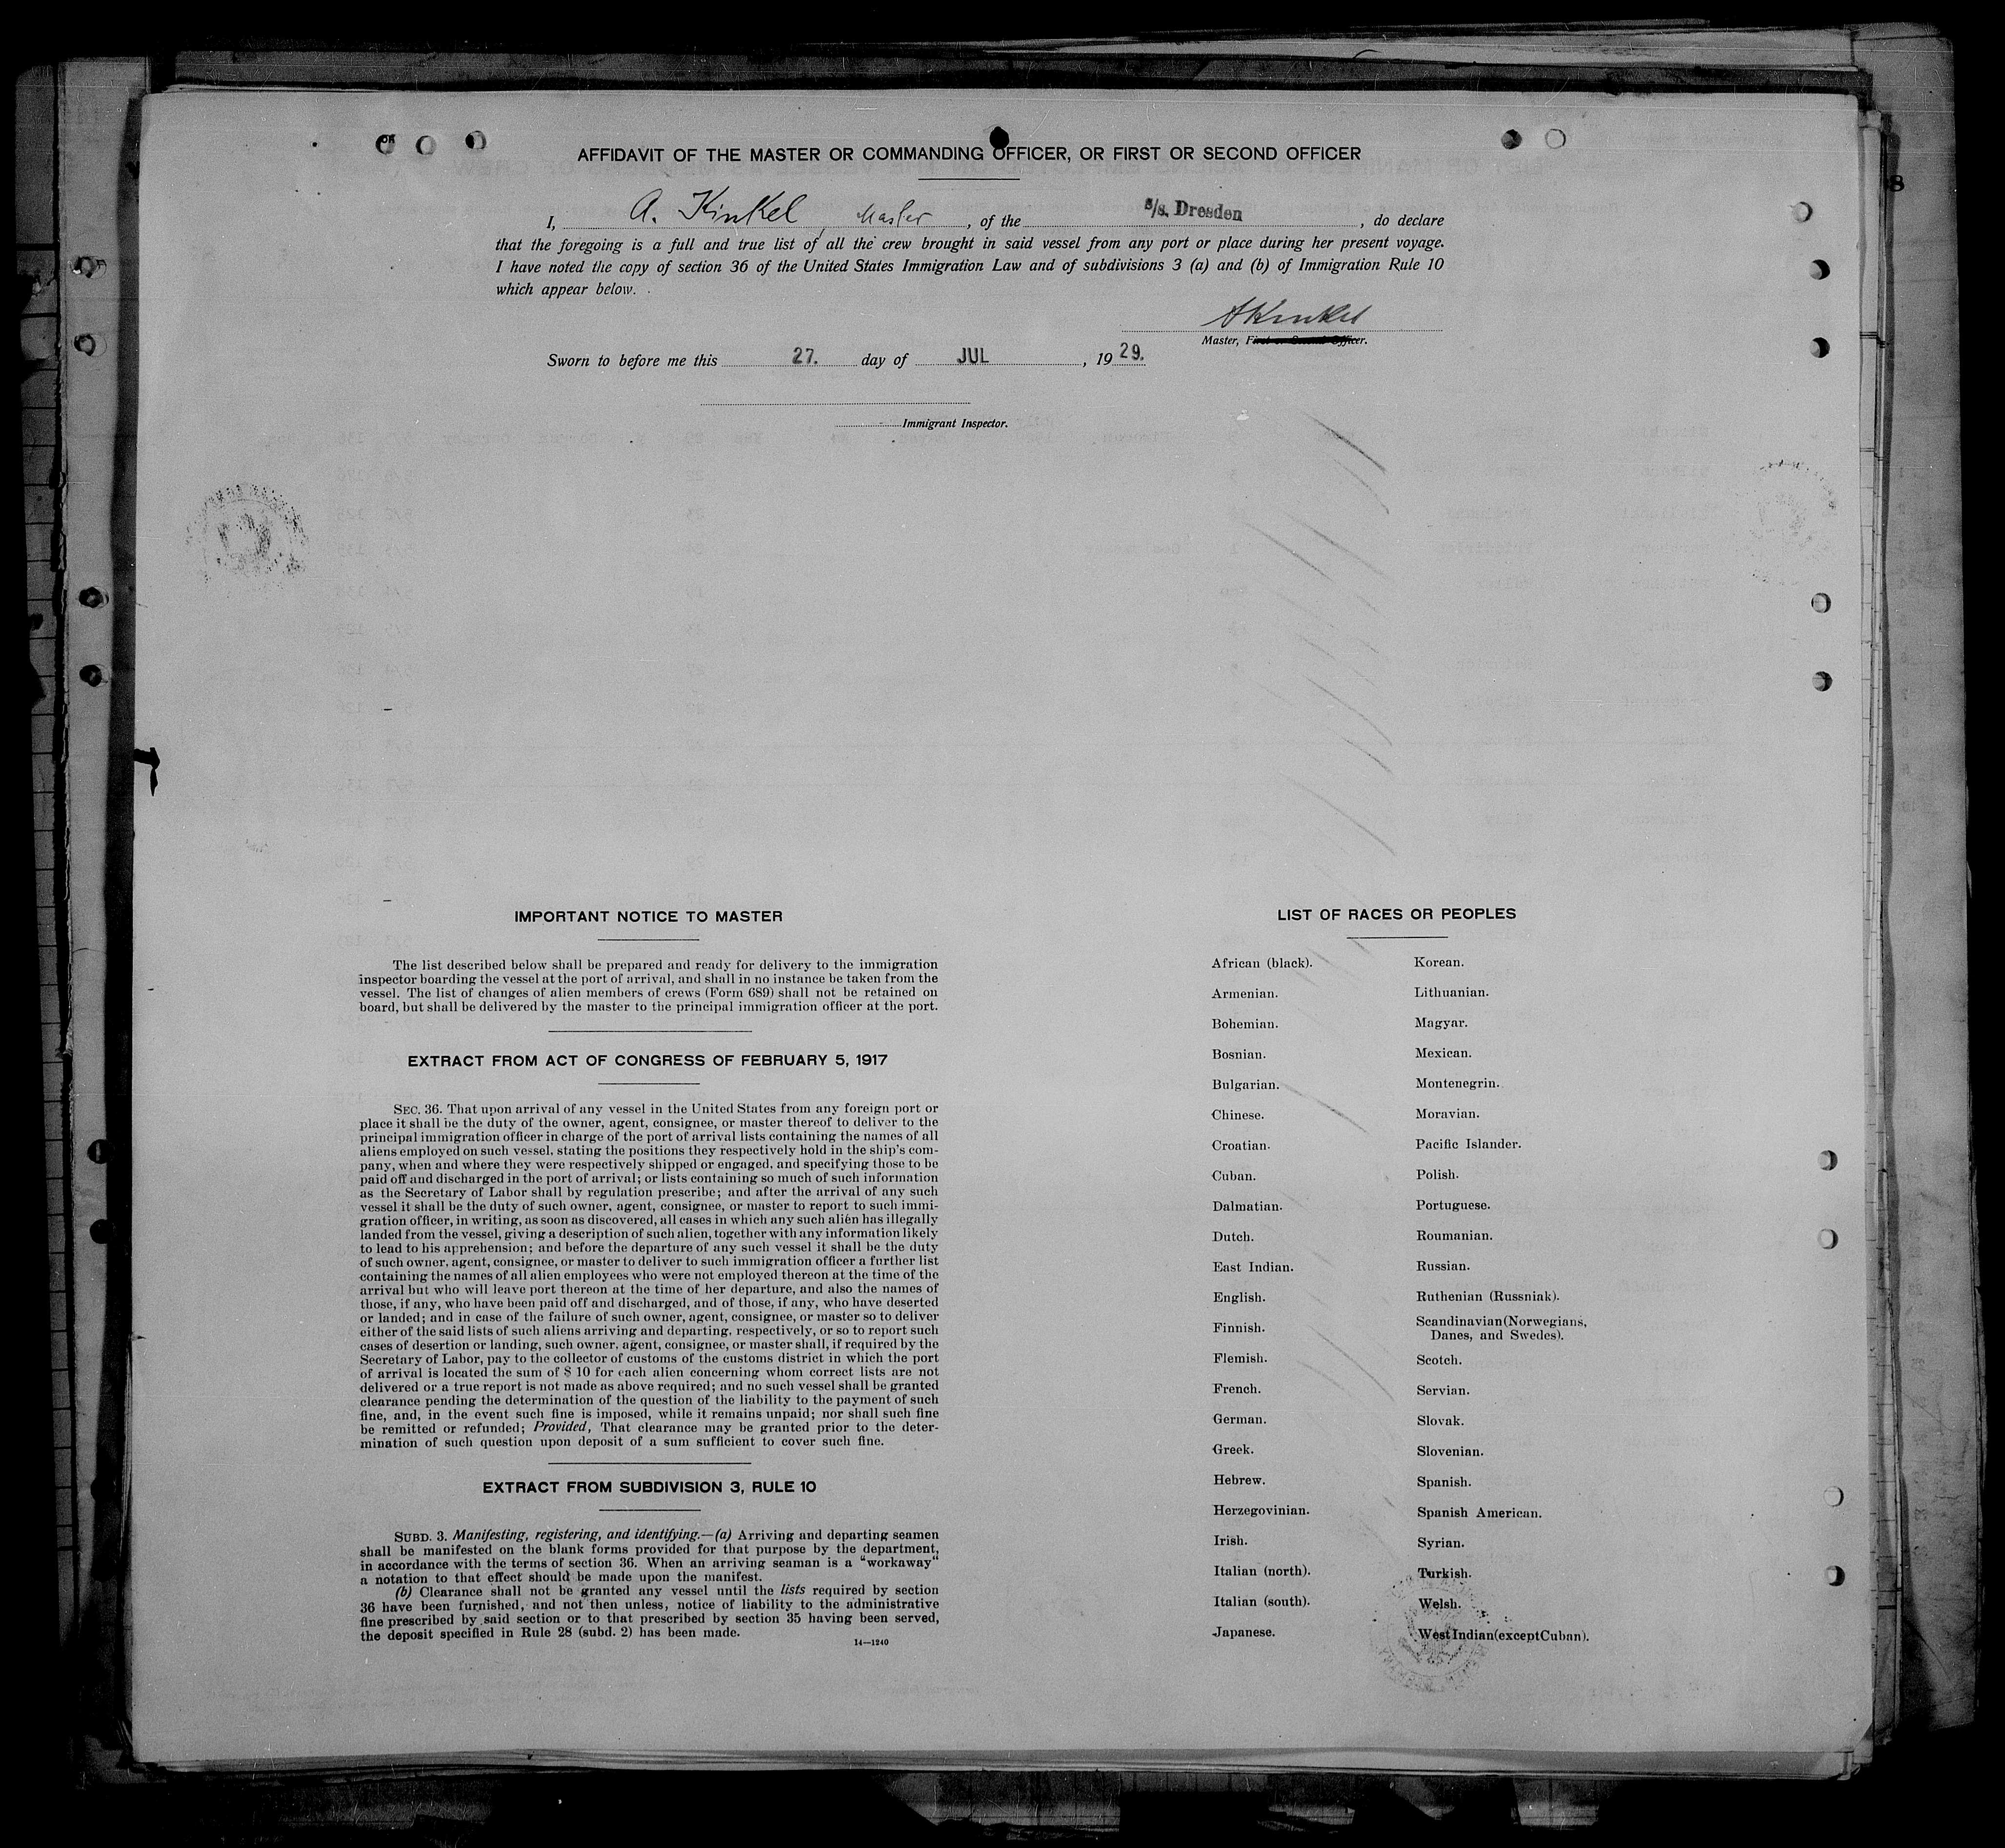 AFFIDAVIT OF THE MASTER OR COMMANDING OFFICER, OR FIRST OR SECOND OFFICER
I, A. Kinkel, Master, of the s/s. Dresden, do declare
that the foregoing is a full and true list of all the crew brought in said vessel from any port or place during her present voyage.
I have noted the copy of section 36 of the United States Immigration Law and of subdivisions 3 (a) and (b) of Immigration Rule 10
which appear below.
AKinkel
Master, First or Second Officer.
Sworn to before me this 27. day of JUL, 1929.
Immigrant Inspector.
IMPORTANT NOTICE TO MASTER
The list described below shall be prepared and ready for delivery to the immigration
inspector boarding the vessel at the port of arrival, and shall in no instance be taken from the
vessel. The list of changes of alien members of crews (Form 689) shall not be retained on
board, but shall be delivered by the master to the principal immigration officer at the port.
EXTRACT FROM ACT OF CONGRESS OF FEBRUARY 5, 1917
SEC. 36. That upon arrival of any vessel in the United States from any foreign port or
place it shall be the duty of the owner, agent, consignee, or master thereof to deliver to the
principal immigration officer in charge of the port of arrival lists containing the names of all
aliens employed on such vessel, stating the positions they respectively hold in the ship's com-
pany, when and where they were respectively shipped or engaged, and specifying those to be
paid off and discharged in the port of arrival; or lists containing so much of such information
as the Secretary of Labor shall by regulation prescribe; and after the arrival of any such
vessel it shall be the duty of such owner, agent, consignee, or master to report to such immi-
gration officer, in writing, as soon as discovered, all cases in which any such alien has illegally
landed from the vessel, giving a description of such alien, together with any information likely
to lead to his apprehension; and before the departure of any such vessel it shall be the duty
of such owner, agent, consignee, or master to deliver to such immigration officer a further list
containing the names of all alien employees who were not employed thereon at the time of the
arrival but who will leave port thereon at the time of her departure, and also the names of
those, if any, who have been paid off and discharged, and of those, if any, who have deserted
or landed; and in case of the failure of such owner, agent, consignee, or master so to deliver
either of the said lists of such aliens arriving and departing, respectively, or so to report such
cases of desertion or landing, such owner, agent, consignee, or master shall, if required by the
Secretary of Labor, pay to the collector of customs of the customs district in which the port
of arrival is located the sum of $ 10 for each alien concerning whom correct lists are not
delivered or a true report is not made as above required; and no such vessel shall be granted
clearance pending the determination of the question of the liability to the payment of such
fine, and, in the event such fine is imposed, while it remains unpaid; nor shall such fine
be remitted or refunded; Provided, That clearance may be granted prior to the deter-
mination of such question upon deposit of a sum sufficient to cover such fine.
EXTRACT FROM SUBDIVISION 3, RULE 10
SUBD. 3. Manifesting, registering, and identifying.—(a) Arriving and departing seamen
shall be manifested on the blank forms provided for that purpose by the department,
in accordance with the terms of section 36. When an arriving seaman is a "workaway"
a notation to that effect should be made upon the manifest.
(b) Clearance shall not be granted any vessel until the lists required by section
36 have been furnished, and not then unless, notice of liability to the administrative
fine prescribed by said section or to that prescribed by section 35 having been served,
the deposit specified in Rule 28 (subd. 2) has been made.
14—1240
LIST OF RACES OR PEOPLES
African (black).
Armenian.
Bohemian.
Bosnian.
Bulgarian.
Chinese.
Croatian.
Cuban.
Dalmatian.
Dutch.
East Indian.
English.
Finnish.
Flemish.
French.
German.
Greek.
Hebrew.
Herzegovinian.
Irish.
Italian (north).
Italian (south).
Japanese.
Korean.
Lithuanian.
Magyar.
Mexican.
Montenegrin.
Moravian.
Pacific Islander.
Polish.
Portuguese.
Roumanian.
Russian.
Ruthenian (Russniak).
Scandinavian (Norwegians,
Danes, and Swedes).
Scotch.
Servian.
Slovak.
Slovenian.
Spanish.
Spanish American.
Syrian.
Turkish.
Welsh.
West Indian (except Cuban).